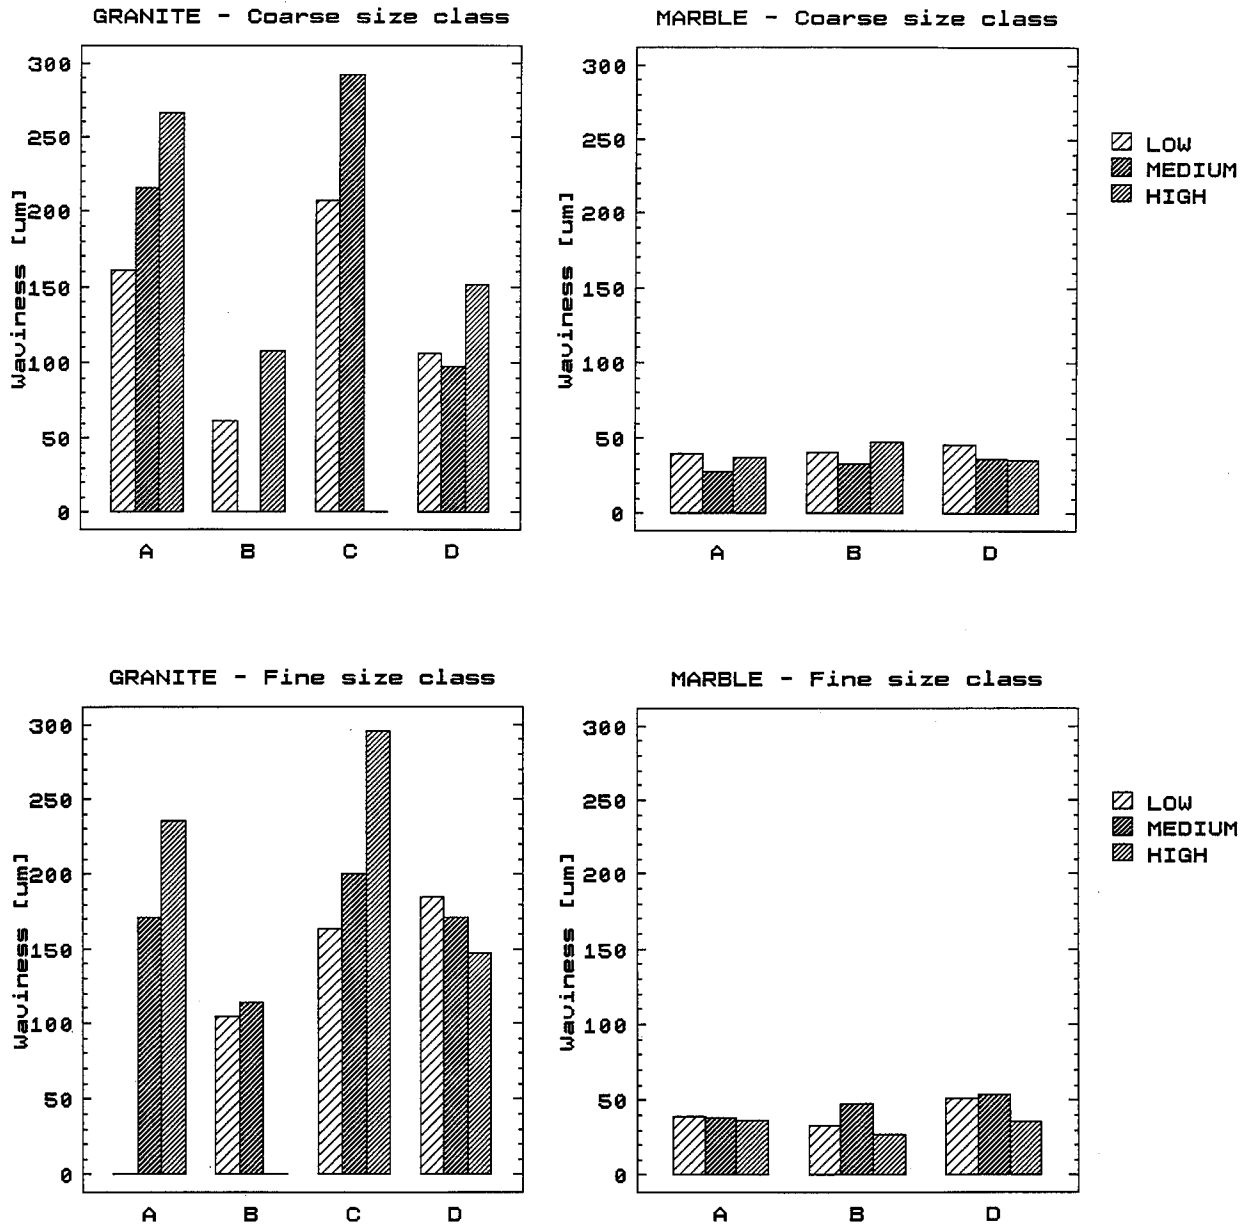 GRANITE - Coarse size class
300
250
200
150
100
50
0
Waviness [um]
A B C D
MARBLE - Coarse size class
300
250
200
150
100
50
0
Waviness [um]
A B D
LOW
MEDIUM
HIGH
GRANITE - Fine size class
300
250
200
150
100
50
0
Waviness [um]
A B C D
MARBLE - Fine size class
300
250
200
150
100
50
0
Waviness [um]
A B D
LOW
MEDIUM
HIGH